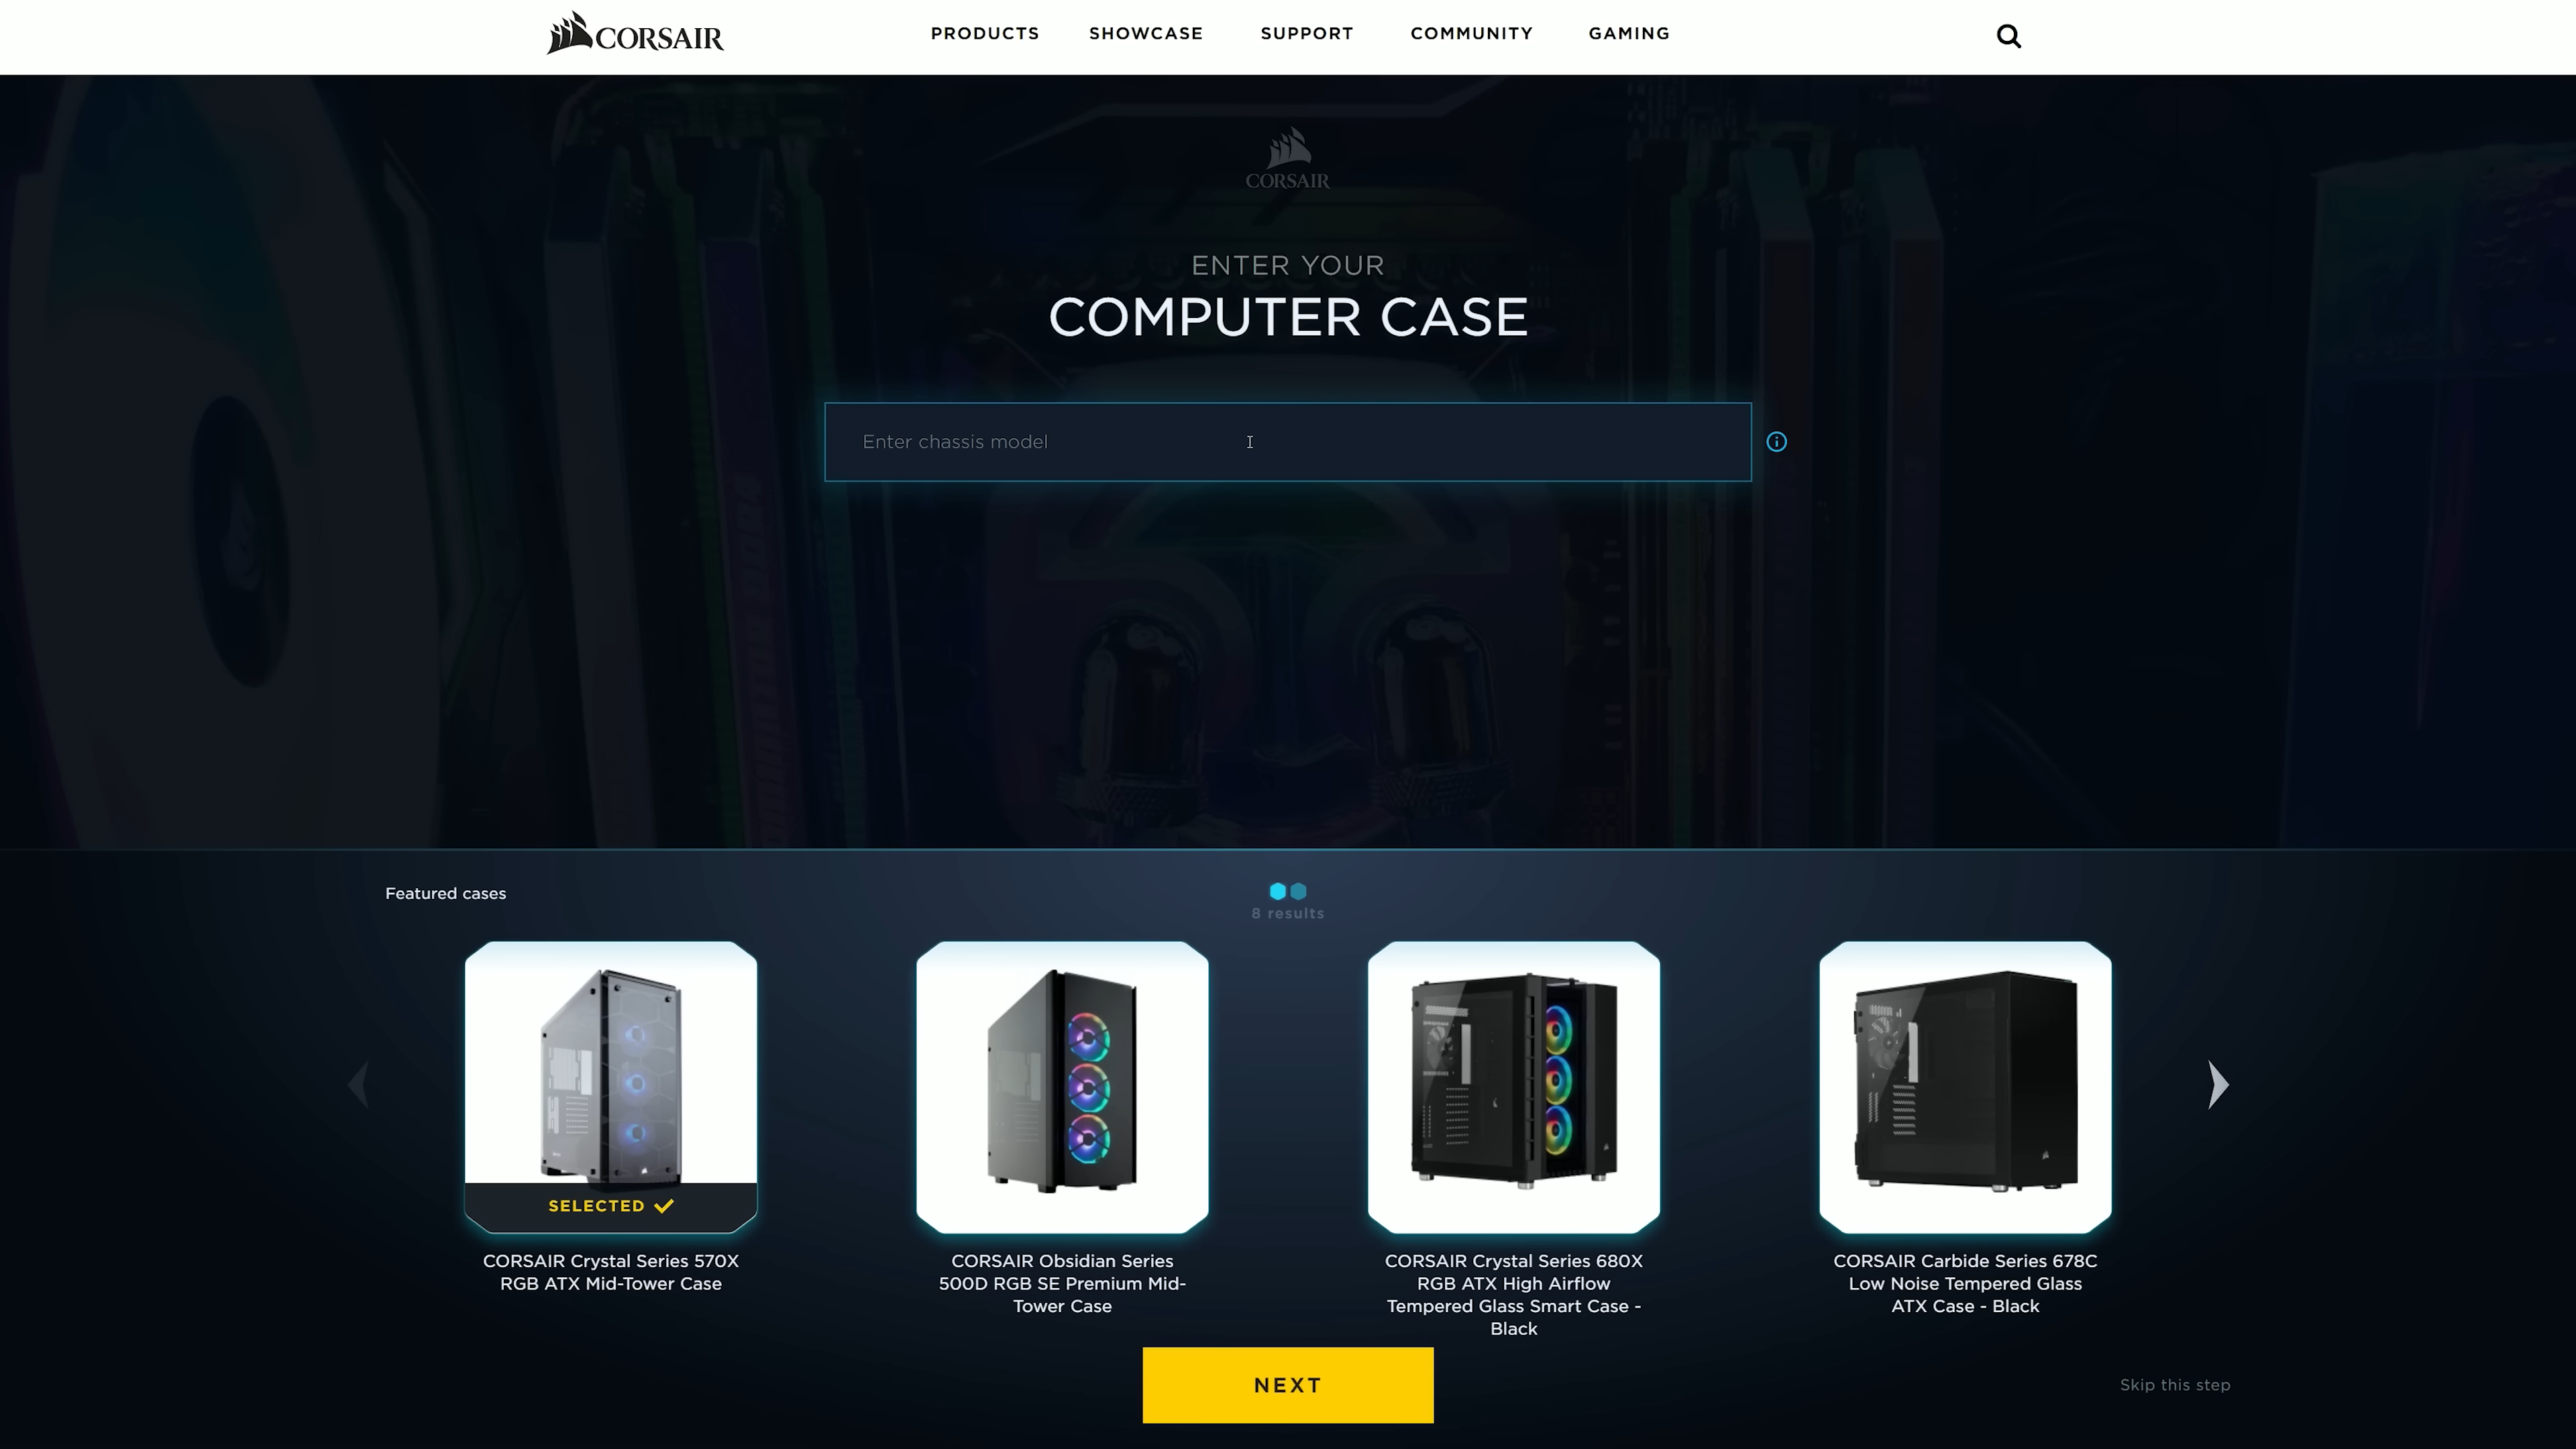 CORSAIR
PRODUCTS SHOWCASE SUPPORT COMMUNITY GAMING
CORSAIR
ENTER YOUR
COMPUTER CASE
Enter chassis model
Featured cases
8 results
SELECTED
CORSAIR Crystal Series 570X
RGB ATX Mid-Tower Case
CORSAIR Obsidian Series
500D RGB SE Premium Mid-
Tower Case
CORSAIR Crystal Series 680X
RGB ATX High Airflow
Tempered Glass Smart Case -
Black
CORSAIR Carbide Series 678C
Low Noise Tempered Glass
ATX Case - Black
NEXT
Skip this step